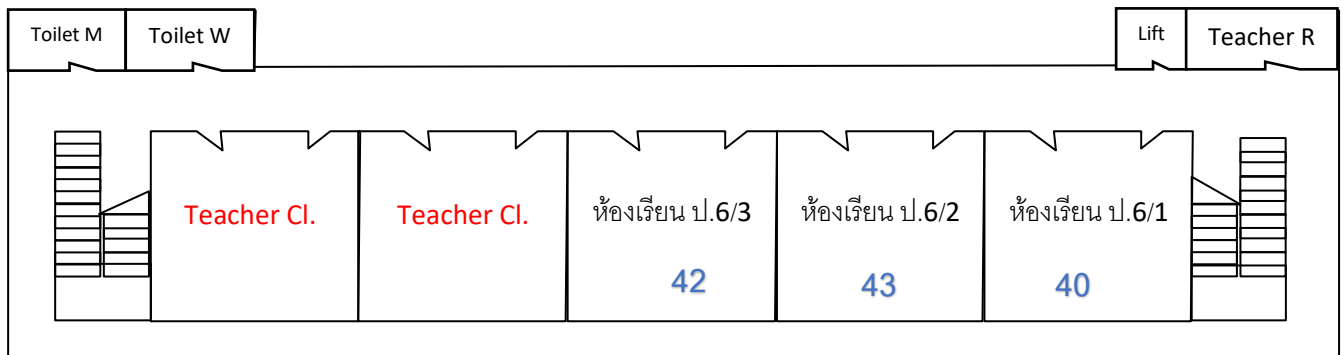 Toilet M
Toilet W
Lift
Teacher R
Teacher Cl.
Teacher Cl.
ห้องเรียน ป.6/3
ห้องเรียน ป.6/2
ห้องเรียน ป.6/1
42
43
40